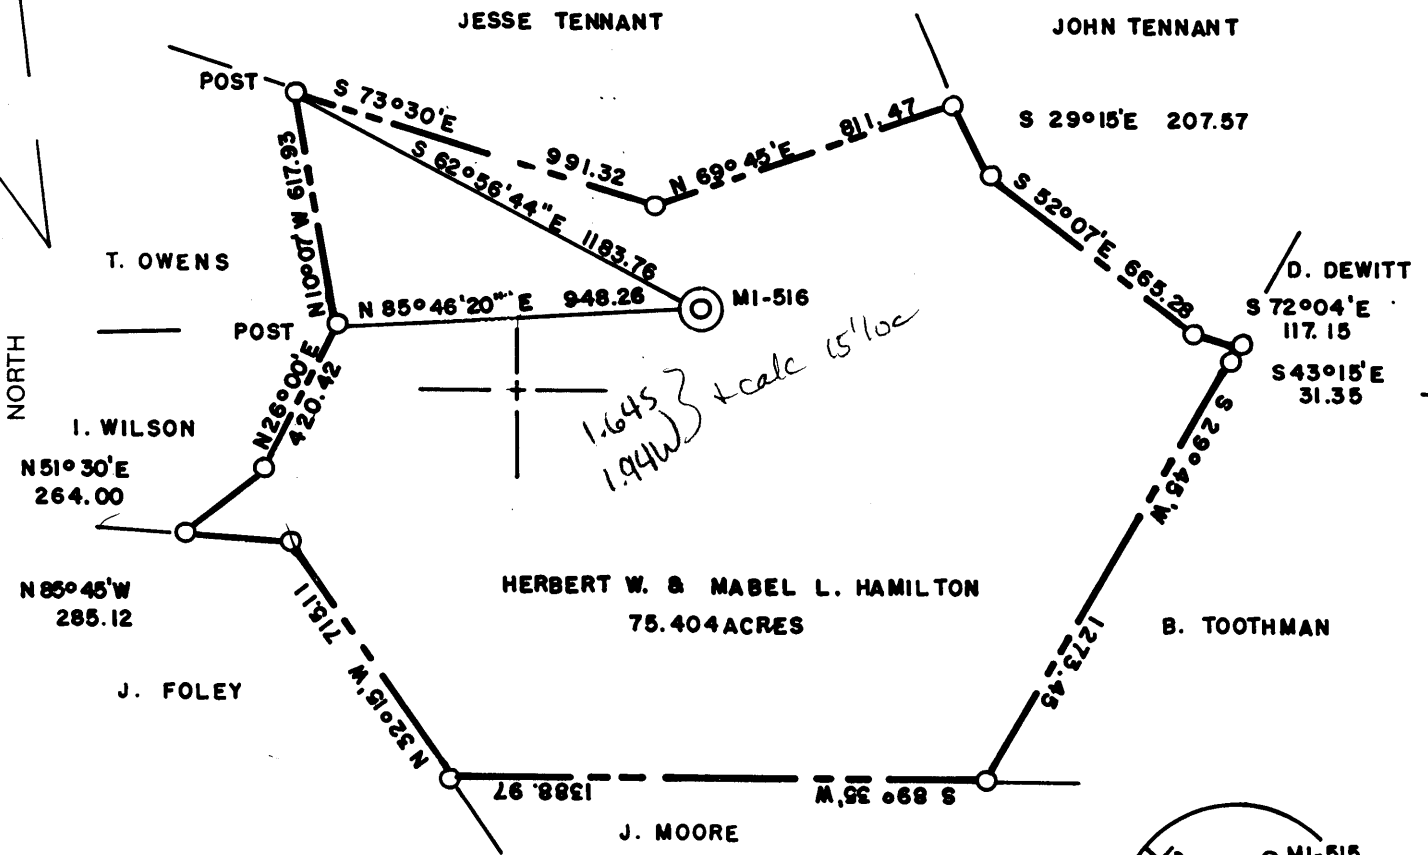 JESSE TENNANT
JOHN TENNANT
POST
S 73°30'E
991.32
N 69°45'E
811.47
S 29°15'E 207.57
S 62°56'44"E 1183.76
N10°07'W 617.93
S 52°07'E 665.28
T. OWENS
D. DEWITT
N 85°46'20"E 948.26
MI-516
S 72°04'E
117.15
POST
S 43°15'E
31.35
NORTH
N26°00'E
420.42
1.64S
1.94W
+ calc 15'loc
S 29°45'W
1273.45
I. WILSON
N51°30'E
264.00
N 85°45'W
285.12
HERBERT W. & MABEL L. HAMILTON
75.404 ACRES
N 32°15'W
715.11
B. TOOTHMAN
J. FOLEY
S 89°35'W
1388.97
J. MOORE
MI-515